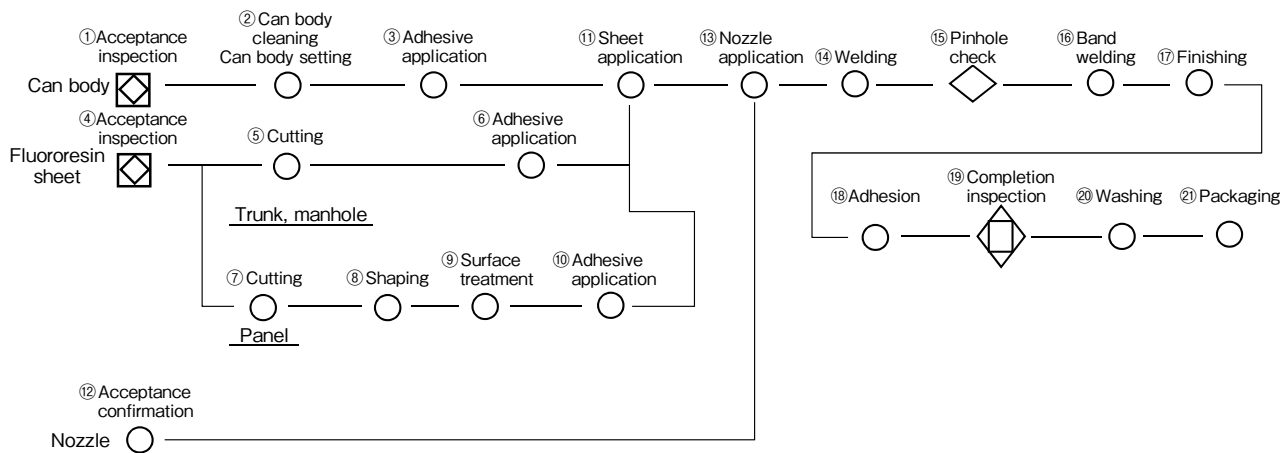 ①Acceptance
inspection
Can body
②Can body
cleaning
Can body setting
③Adhesive
application
⑪Sheet
application
⑬Nozzle
application
⑭Welding
⑮Pinhole
check
⑯Band
welding
⑰Finishing
④Acceptance
inspection
Fluororesin
sheet
⑤Cutting
⑥Adhesive
application
Trunk, manhole
⑦Cutting
⑧Shaping
⑨Surface
treatment
⑩Adhesive
application
Panel
⑫Acceptance
confirmation
Nozzle
⑱Adhesion
⑲Completion
inspection
⑳Washing
㉑Packaging